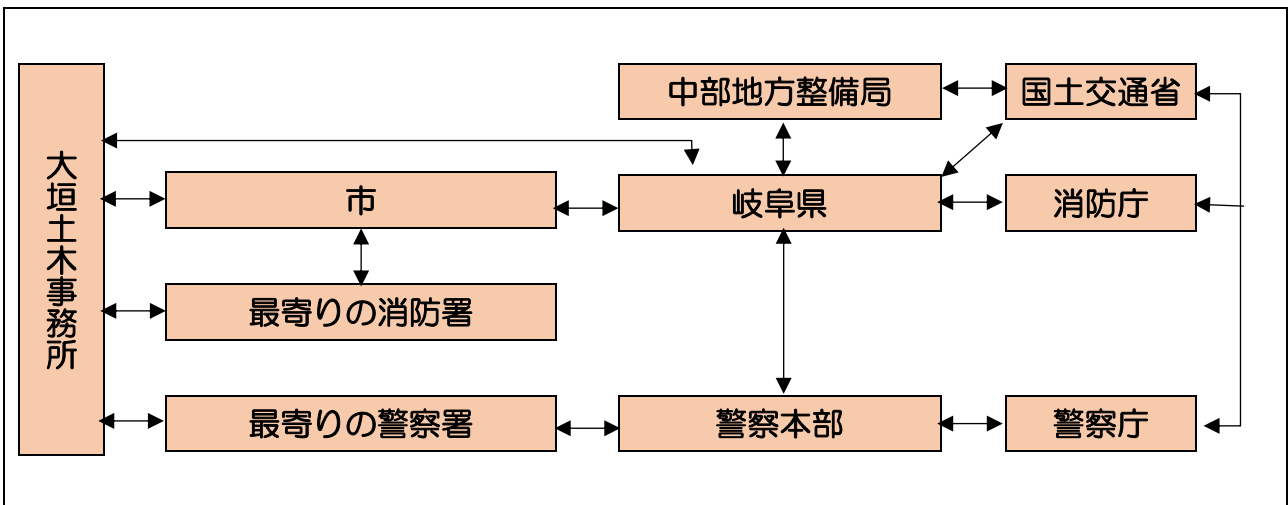 大垣土木事務所
中部地方整備局
国土交通省
市
岐阜県
消防庁
最寄りの消防署
最寄りの警察署
警察本部
警察庁